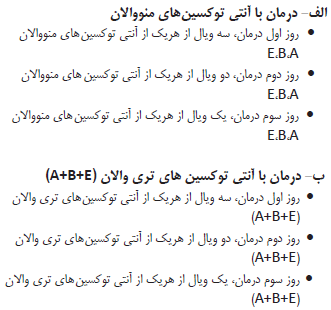 الف- درمان با آنتی توکسین‌های منووالان
• روز اول درمان، سه ویال از هریک از آنتی توکسین‌های منووالان
E.B.A
• روز دوم درمان، دو ویال از هریک از آنتی توکسین های منووالان
E.B.A
• روز سوم درمان، یک ویال از هریک از آنتی توکسین‌های منووالان
E.B.A
ب- درمان با آنتی توکسین های تری والان (A+B+E)
• روز اول درمان، سه ویال از هریک از آنتی توکسین‌های تری والان
(A+B+E)
• روز دوم درمان، دو ویال از هریک از آنتی توکسین‌های تری والان
(A+B+E)
• روز سوم درمان، یک ویال از هریک از آنتی توکسین‌های تری والان
(A+B+E)